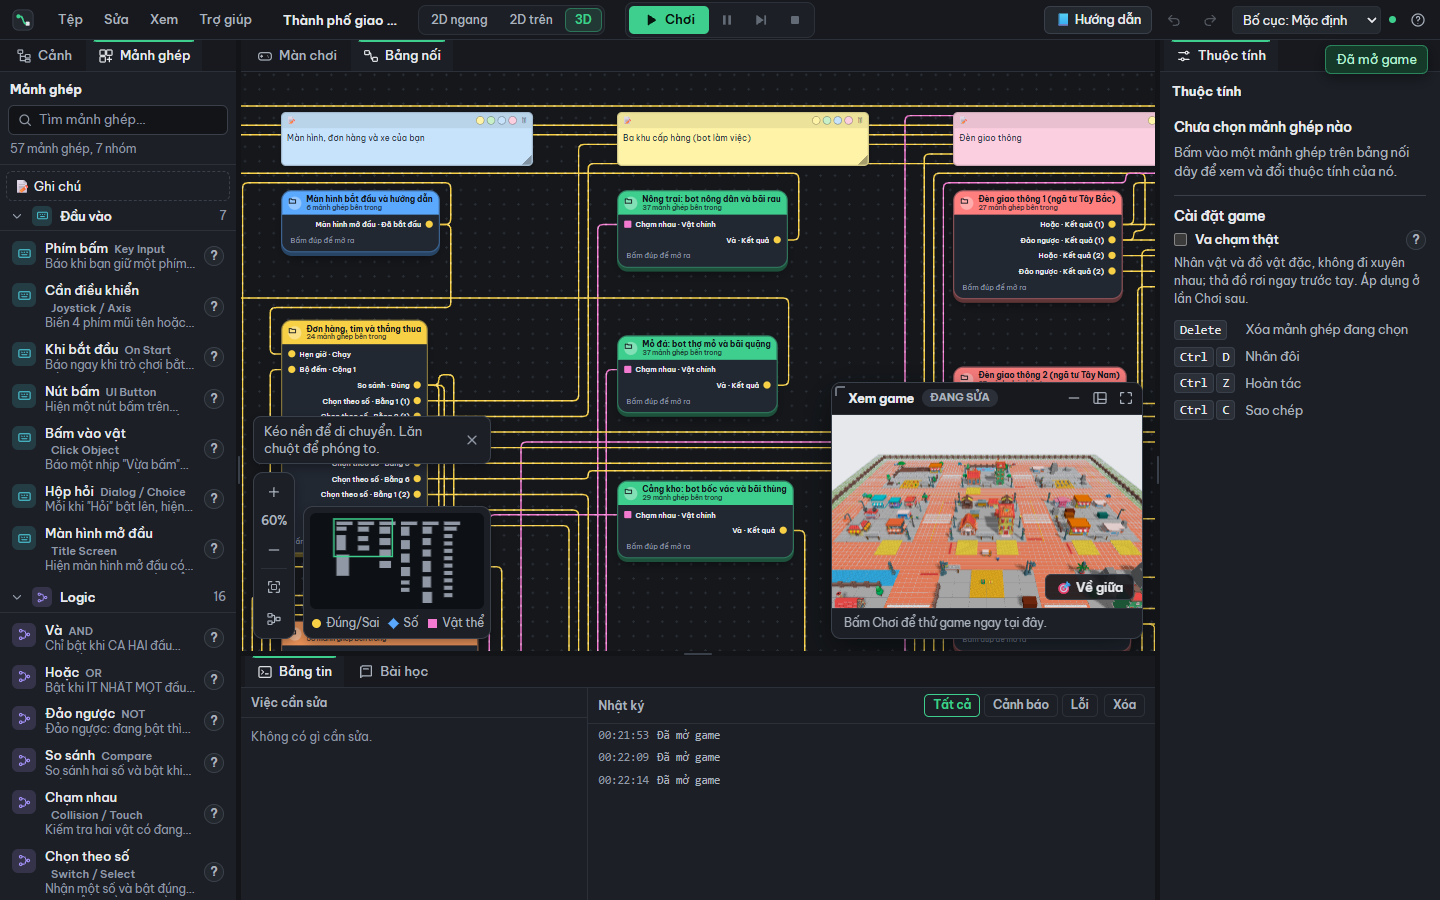 Tệp Sửa Xem Trợ giúp Thành phố giao ... 2D ngang 2D trên 3D Chơi Hướng dẫn Bố cục: Mặc định
Cảnh Mảnh ghép
Mảnh ghép
Tìm mảnh ghép...
57 mảnh ghép, 7 nhóm
Ghi chú
Đầu vào 7
Phím bấm Key Input
Báo khi bạn giữ một phím...
Cần điều khiển
Joystick / Axis
Biến 4 phím mũi tên hoặc...
Khi bắt đầu On Start
Báo ngay khi trò chơi bắt...
Nút bấm UI Button
Hiện một nút bấm trên...
Bấm vào vật
Click Object
Báo một nhịp "Vừa bấm"...
Hộp hỏi Dialog / Choice
Mỗi khi "Hỏi" bật lên, hiện...
Màn hình mở đầu
Title Screen
Hiện màn hình mở đầu có...
Logic 16
Và AND
Chỉ bật khi CẢ HAI đầu...
Hoặc OR
Bật khi ÍT NHẤT MỘT đầu...
Đảo ngược NOT
Đảo ngược: đang bật thì...
So sánh Compare
So sánh hai số và bật khi...
Chạm nhau
Collision / Touch
Kiểm tra hai vật có đang...
Chọn theo số
Switch / Select
Nhận một số và bật đúng...
Màn chơi Bảng nối
Màn hình, đơn hàng và xe của bạn
Ba khu cấp hàng (bot làm việc)
Đèn giao thông
Màn hình bắt đầu và hướng dẫn
6 mảnh ghép bên trong
Màn hình mở đầu · Đã bắt đầu
Bấm đúp để mở ra
Nông trại: bot nông dân và bãi rau
37 mảnh ghép bên trong
Chạm nhau · Vật chính
Và · Kết quả
Bấm đúp để mở ra
Đèn giao thông 1 (ngã tư Tây Bắc)
27 mảnh ghép bên trong
Hoặc · Kết quả (1)
Đảo ngược · Kết quả (1)
Hoặc · Kết quả (2)
Đảo ngược · Kết quả (2)
Bấm đúp để mở ra
Đơn hàng, tim và thắng thua
24 mảnh ghép bên trong
Hẹn giờ · Chạy
Bộ đếm · Cộng 1
So sánh · Đúng
Chọn theo số · Bằng 1 (1)
Chọn theo số · Bằng 6
Chọn theo số · Bằng 1 (2)
Mỏ đá: bot thợ mỏ và bãi quặng
37 mảnh ghép bên trong
Chạm nhau · Vật chính
Và · Kết quả
Bấm đúp để mở ra
Đèn giao thông 2 (ngã tư Tây Nam)
Cảng kho: bot bốc vác và bãi thùng
29 mảnh ghép bên trong
Chạm nhau · Vật chính
Và · Kết quả
Bấm đúp để mở ra
Kéo nền để di chuyển. Lăn
chuột để phóng to.
60%
Đúng/Sai Số Vật thể
Xem game ĐANG SỬA
Về giữa
Bấm Chơi để thử game ngay tại đây.
Bảng tin Bài học
Việc cần sửa
Không có gì cần sửa.
Nhật ký Tất cả Cảnh báo Lỗi Xóa
00:21:53 Đã mở game
00:22:09 Đã mở game
00:22:14 Đã mở game
Thuộc tính
Đã mở game
Thuộc tính
Chưa chọn mảnh ghép nào
Bấm vào một mảnh ghép trên bảng nối
dây để xem và đổi thuộc tính của nó.
Cài đặt game
Va chạm thật
Nhân vật và đồ vật đặc, không đi xuyên
nhau; thả đồ rơi ngay trước tay. Áp dụng ở
lần Chơi sau.
Delete Xóa mảnh ghép đang chọn
Ctrl D Nhân đôi
Ctrl Z Hoàn tác
Ctrl C Sao chép